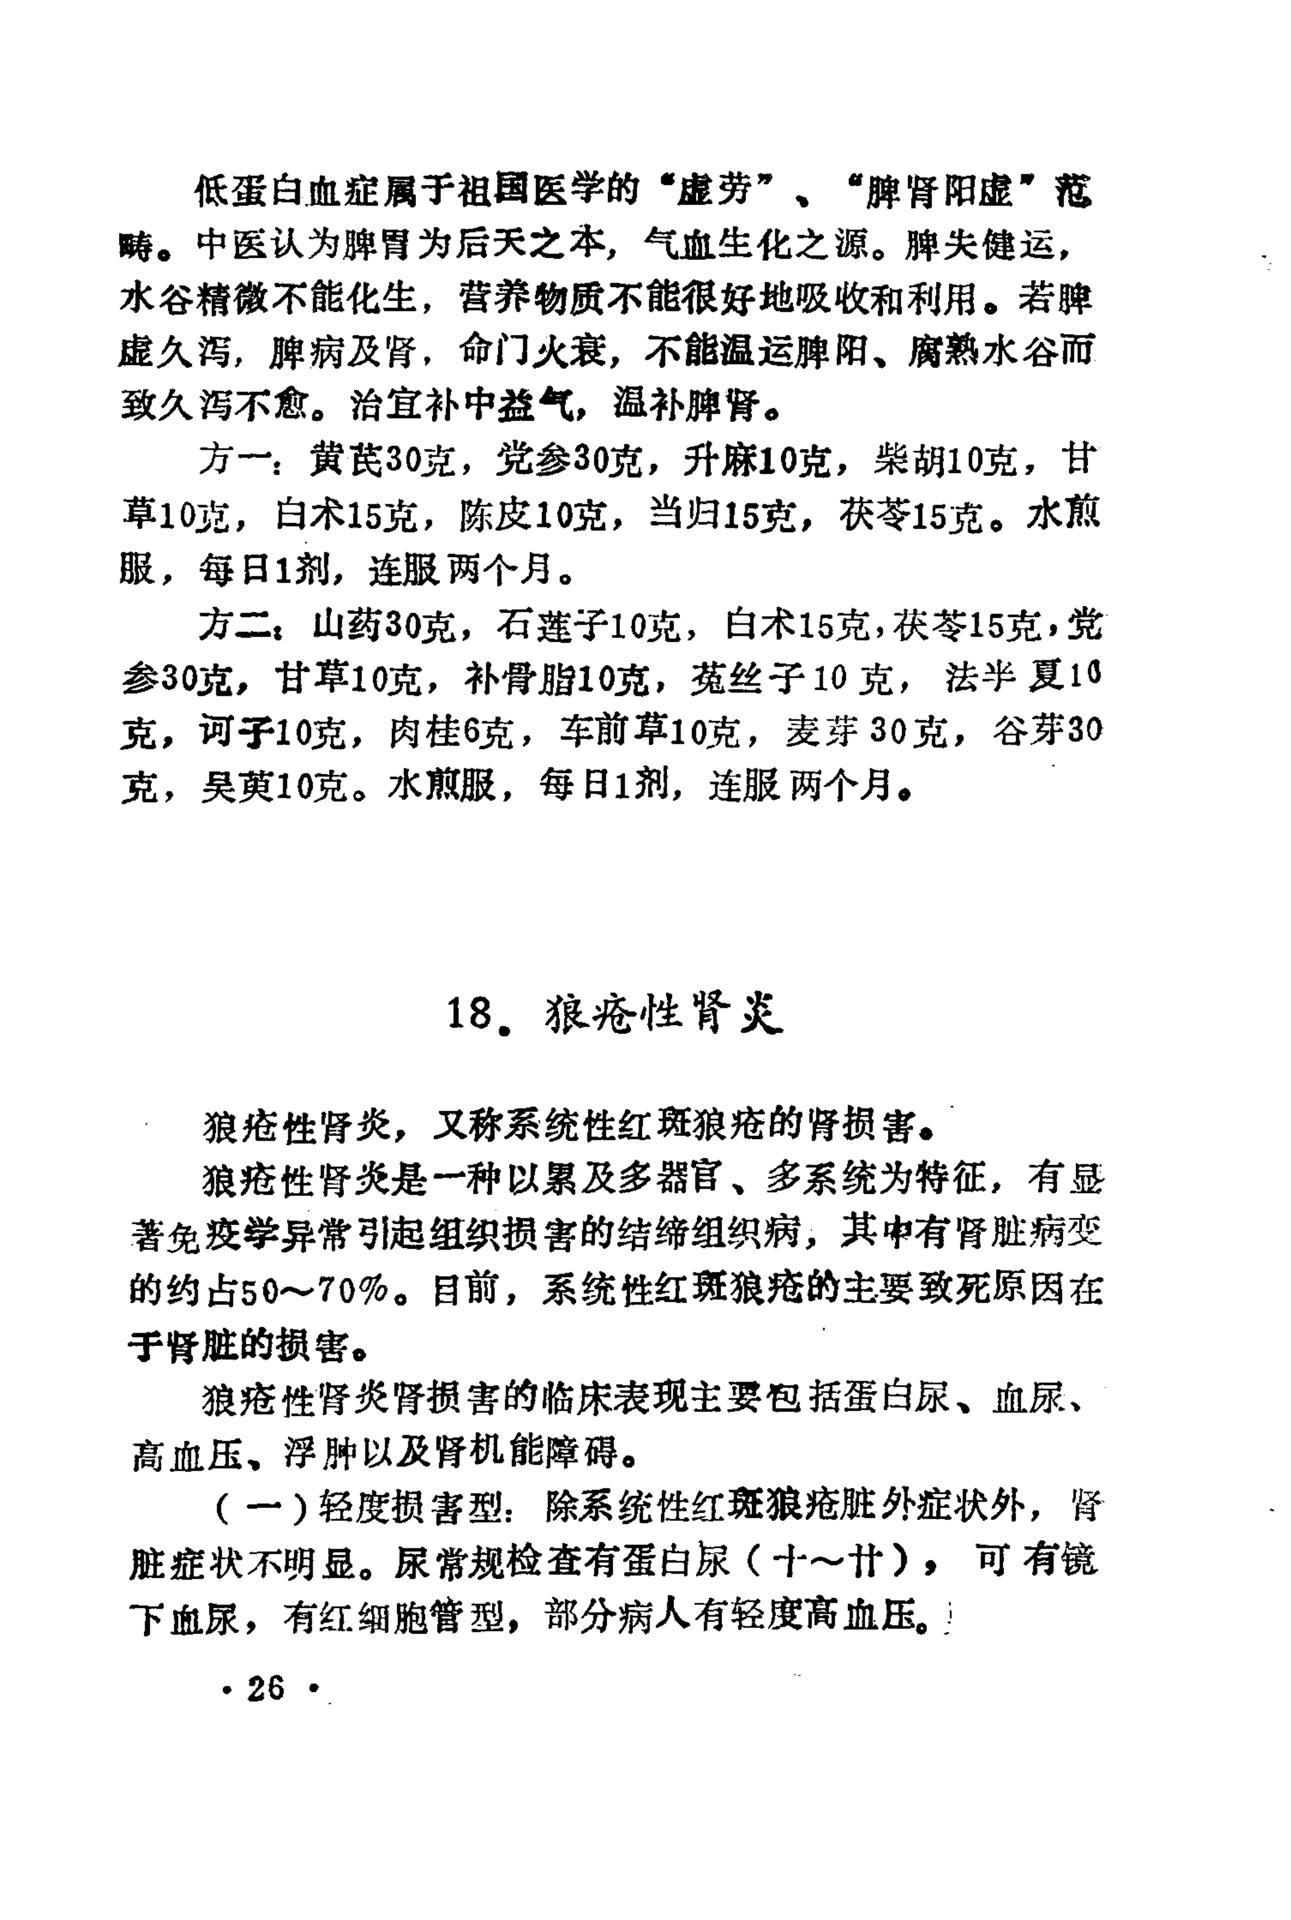 低蛋白血症属于祖国医学的“虚劳”、“脾肾阳虚”范
畴。中医认为脾胃为后天之本，气血生化之源。脾失健运，
水谷精微不能化生，营养物质不能很好地吸收和利用。若脾
虚久泻，脾病及肾，命门火衰，不能温运脾阳、腐熟水谷而
致久泻不愈。治宜补中益气，温补脾肾。
方一：黄芪30克，党参30克，升麻10克，柴胡10克，甘
草10克，白术15克，陈皮10克，当归15克，茯苓15克。水煎
服，每日1剂，连服两个月。
方二：山药30克，石莲子10克，白术15克，茯苓15克，党
参30克，甘草10克，补骨脂10克，菟丝子10克，法半夏10
克，诃子10克，肉桂6克，车前草10克，麦芽30克，谷芽30
克，吴萸10克。水煎服，每日1剂，连服两个月。
18．狼疮性肾炎
狼疮性肾炎，又称系统性红斑狼疮的肾损害。
狼疮性肾炎是一种以累及多器官、多系统为特征，有显
著免疫学异常引起组织损害的结缔组织病，其中有肾脏病变
的约占50～70%。目前，系统性红斑狼疮的主要致死原因在
于肾脏的损害。
狼疮性肾炎肾损害的临床表现主要包括蛋白尿、血尿、
高血压、浮肿以及肾机能障碍。
（一）轻度损害型：除系统性红斑狼疮脏外症状外，肾
脏症状不明显。尿常规检查有蛋白尿（十～卄），可有镜
下血尿，有红细胞管型，部分病人有轻度高血压。
·26·